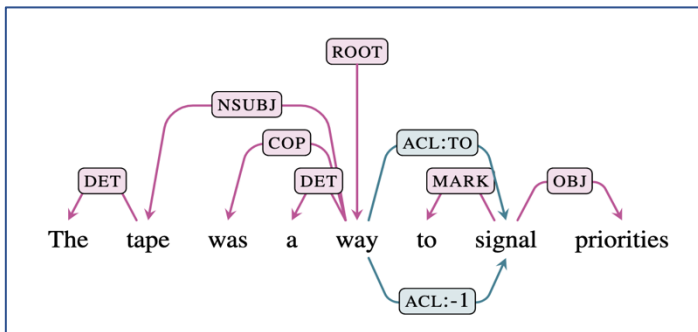 ROOT
NSUBJ
COP ACL:TO
DET DET MARK OBJ
The tape was a way to signal priorities
ACL:-1